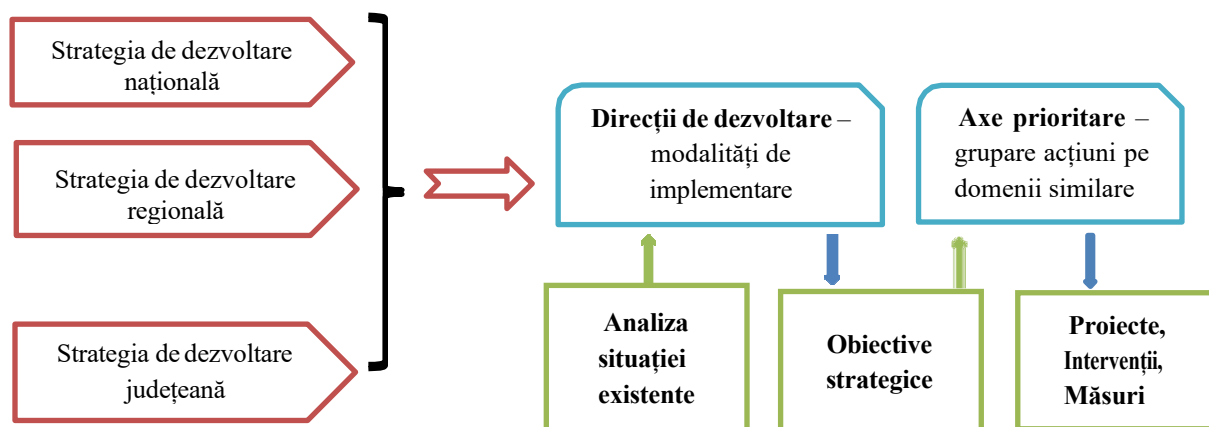 Strategia de dezvoltare
națională
Strategia de dezvoltare
regională
Strategia de dezvoltare
județeană
Direcții de dezvoltare –
modalități de
implementare
Axe prioritare –
grupare acțiuni pe
domenii similare
Analiza
situației
existente
Obiective
strategice
Proiecte,
Intervenții,
Măsuri